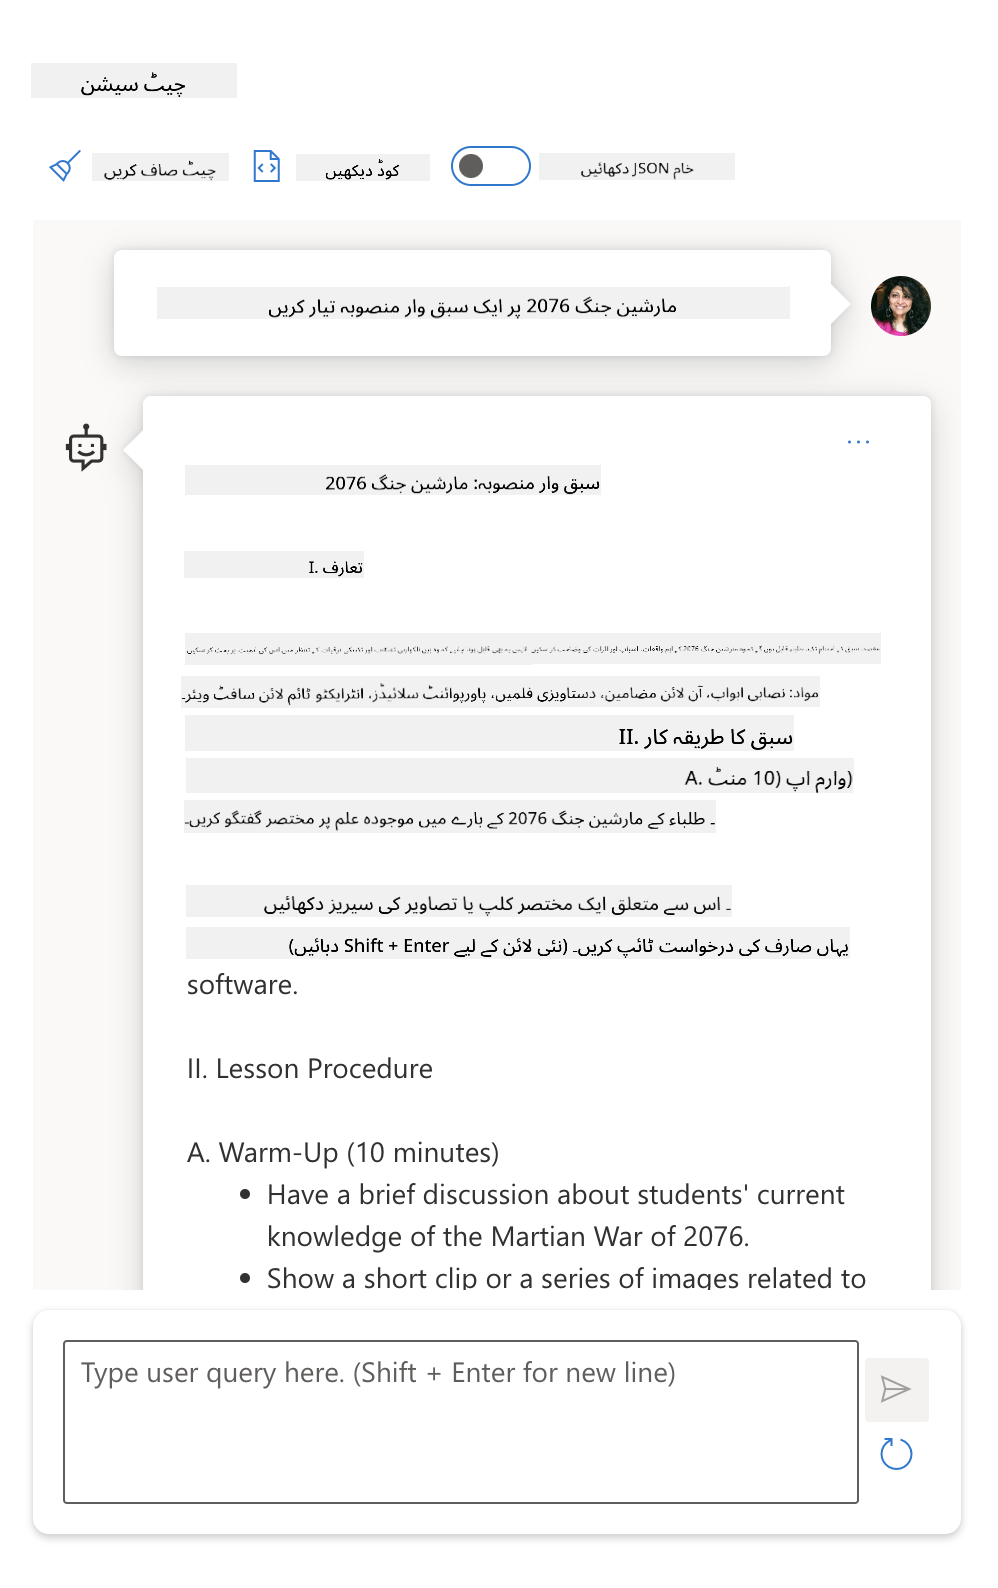 چیٹ سیشن
چیٹ صاف کریں
کوڈ دیکھیں
خام JSON دکھائیں
مارشین جنگ 2076 پر ایک سبق وار منصوبہ تیار کریں
سبق وار منصوبہ: مارشین جنگ 2076
I. تعارف
مواد: نصابی ابواب، آن لائن مضامین، دستاویزی فلمیں، پاورپوائنٹ سلائیڈز، انٹرایکٹو ٹائم لائن سافٹ ویئر۔
II. سبق کا طریقہ کار
A. وارم اپ (10 منٹ)
۔ طلباء کے مارشین جنگ 2076 کے بارے میں موجودہ علم پر مختصر گفتگو کریں۔
۔ اس سے متعلق ایک مختصر کلپ یا تصاویر کی سیریز دکھائیں
یہاں صارف کی درخواست ٹائپ کریں۔ (نئی لائن کے لیے Shift + Enter دبائیں)
software.
II. Lesson Procedure
A. Warm-Up (10 minutes)
• Have a brief discussion about students' current
knowledge of the Martian War of 2076.
• Show a short clip or a series of images related to
Type user query here. (Shift + Enter for new line)